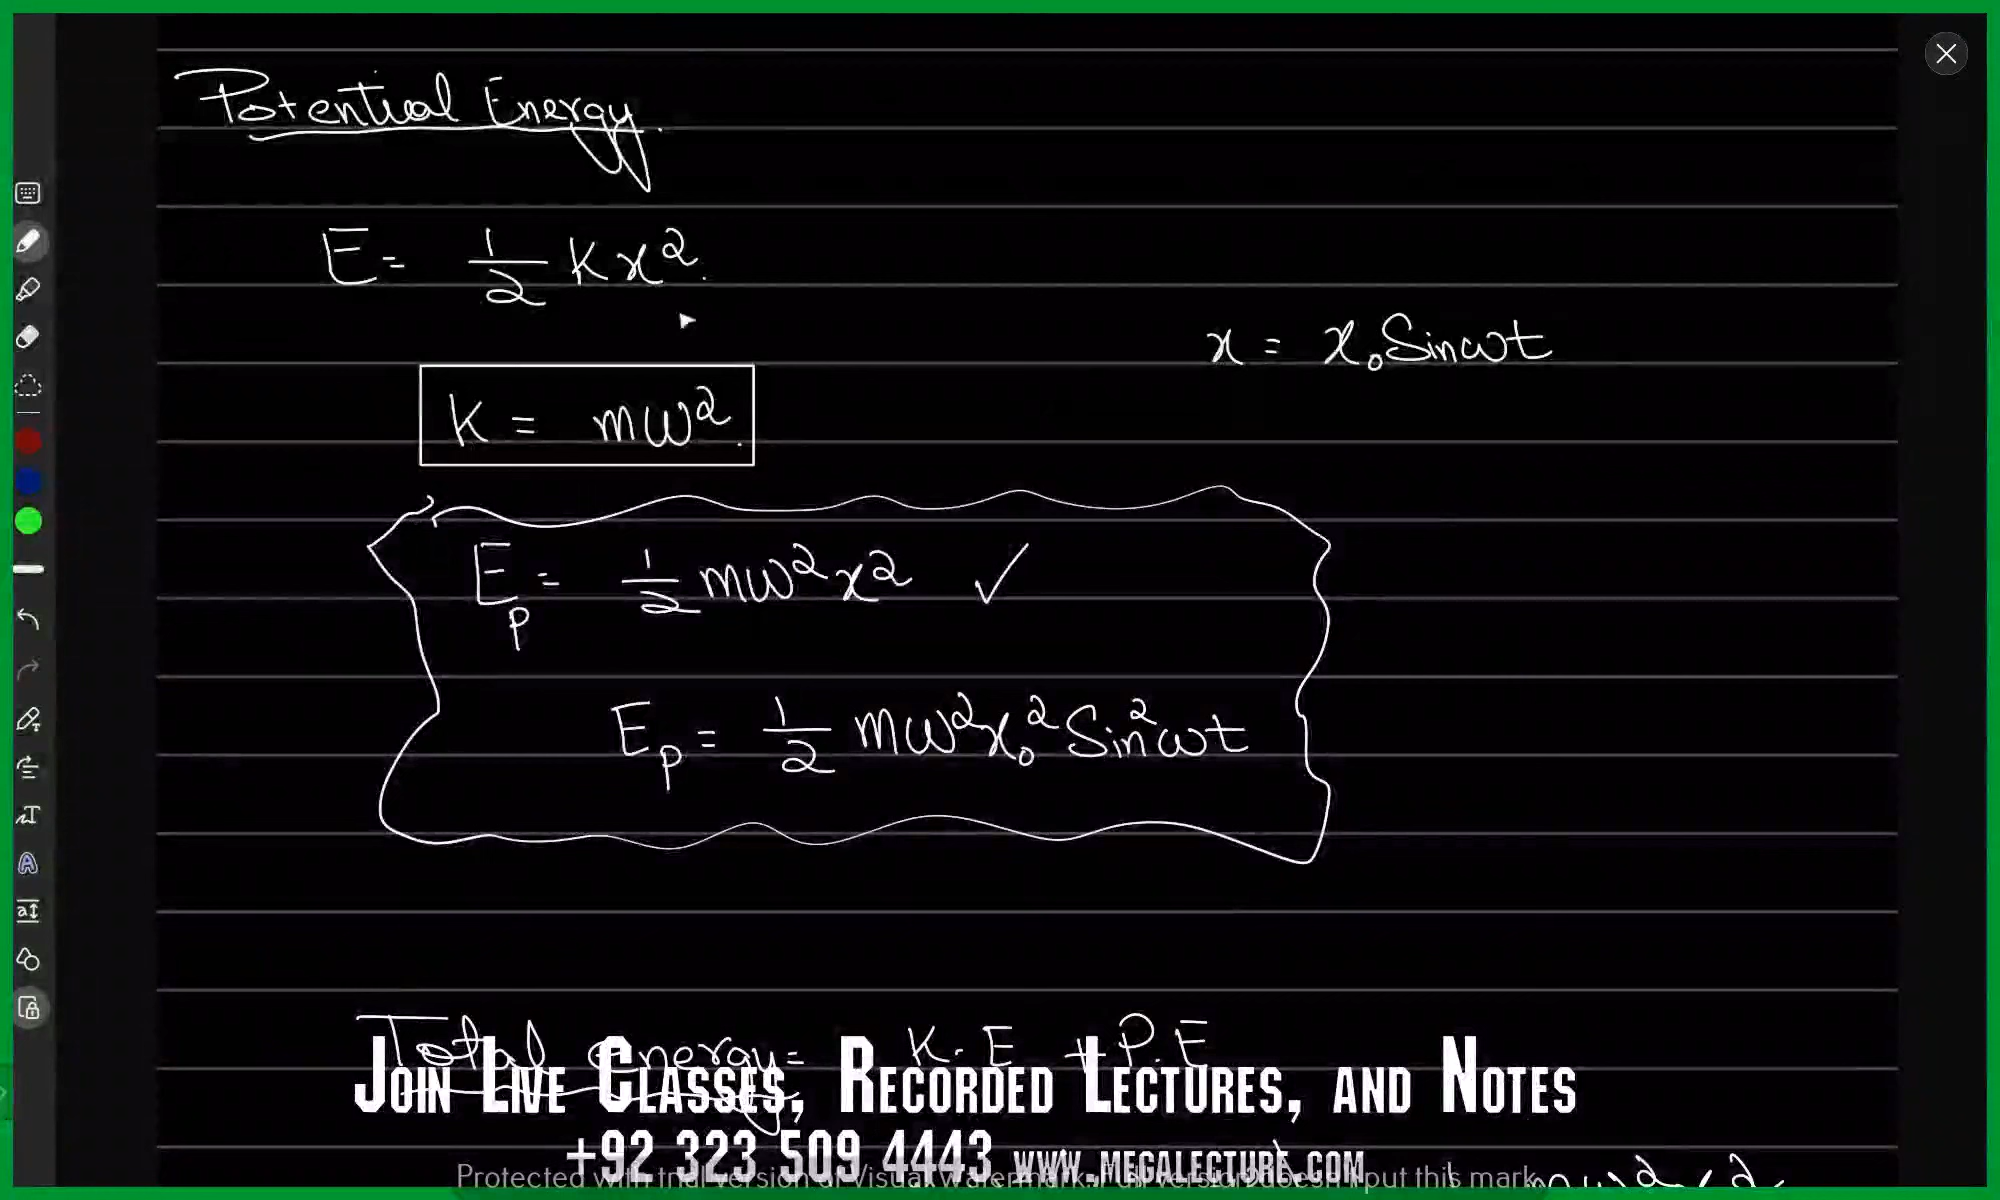 Potential Energy.
E = 1/2 Kx².
x = x₀ Sinωt
K = mω².
Eₚ = 1/2 mω²x² ✓
Eₚ = 1/2 mω²x₀² Sin²ωt
Total energy = K.E + P.E
Join Live Classes, Recorded Lectures, and Notes
+92 323 509 4443 www.megalecture.com
Protected with trial version of Visual Watermark. Full version doesn't put this mark.